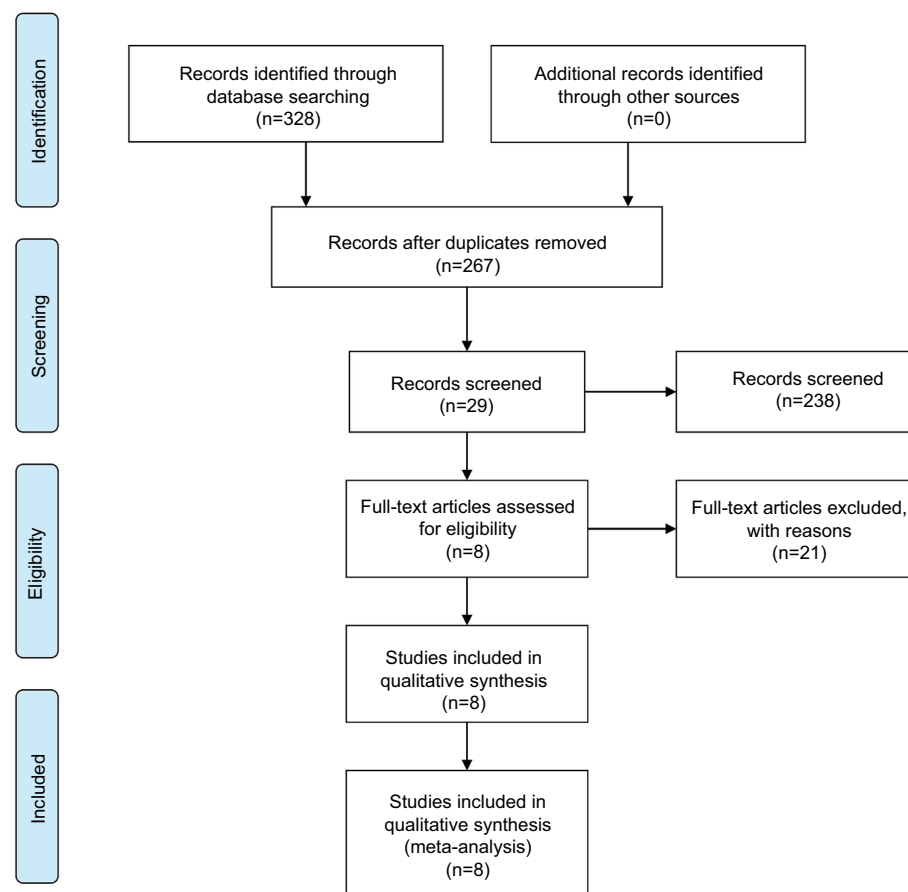 Identification
Records identified through
database searching
(n=328)
Additional records identified
through other sources
(n=0)
Records after duplicates removed
(n=267)
Screening
Records screened
(n=29)
Records screened
(n=238)
Eligibility
Full-text articles assessed
for eligibility
(n=8)
Full-text articles excluded,
with reasons
(n=21)
Studies included in
qualitative synthesis
(n=8)
Included
Studies included in
qualitative synthesis
(meta-analysis)
(n=8)